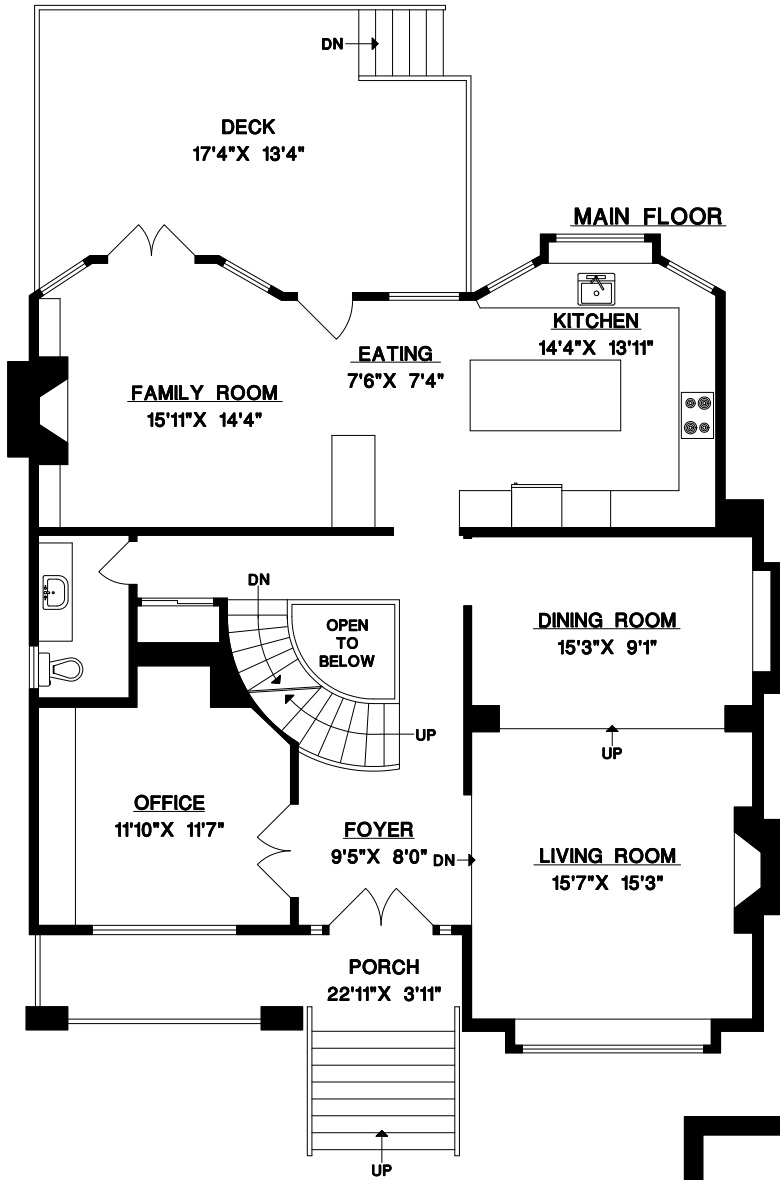 DN
DECK
17'4"X 13'4"
MAIN FLOOR
KITCHEN
14'4"X 13'11"
EATING
7'6"X 7'4"
FAMILY ROOM
15'11"X 14'4"
DN
OPEN
TO
BELOW
DINING ROOM
15'3"X 9'1"
UP
UP
OFFICE
11'10"X 11'7"
FOYER
9'5"X 8'0"
DN
LIVING ROOM
15'7"X 15'3"
PORCH
22'11"X 3'11"
UP